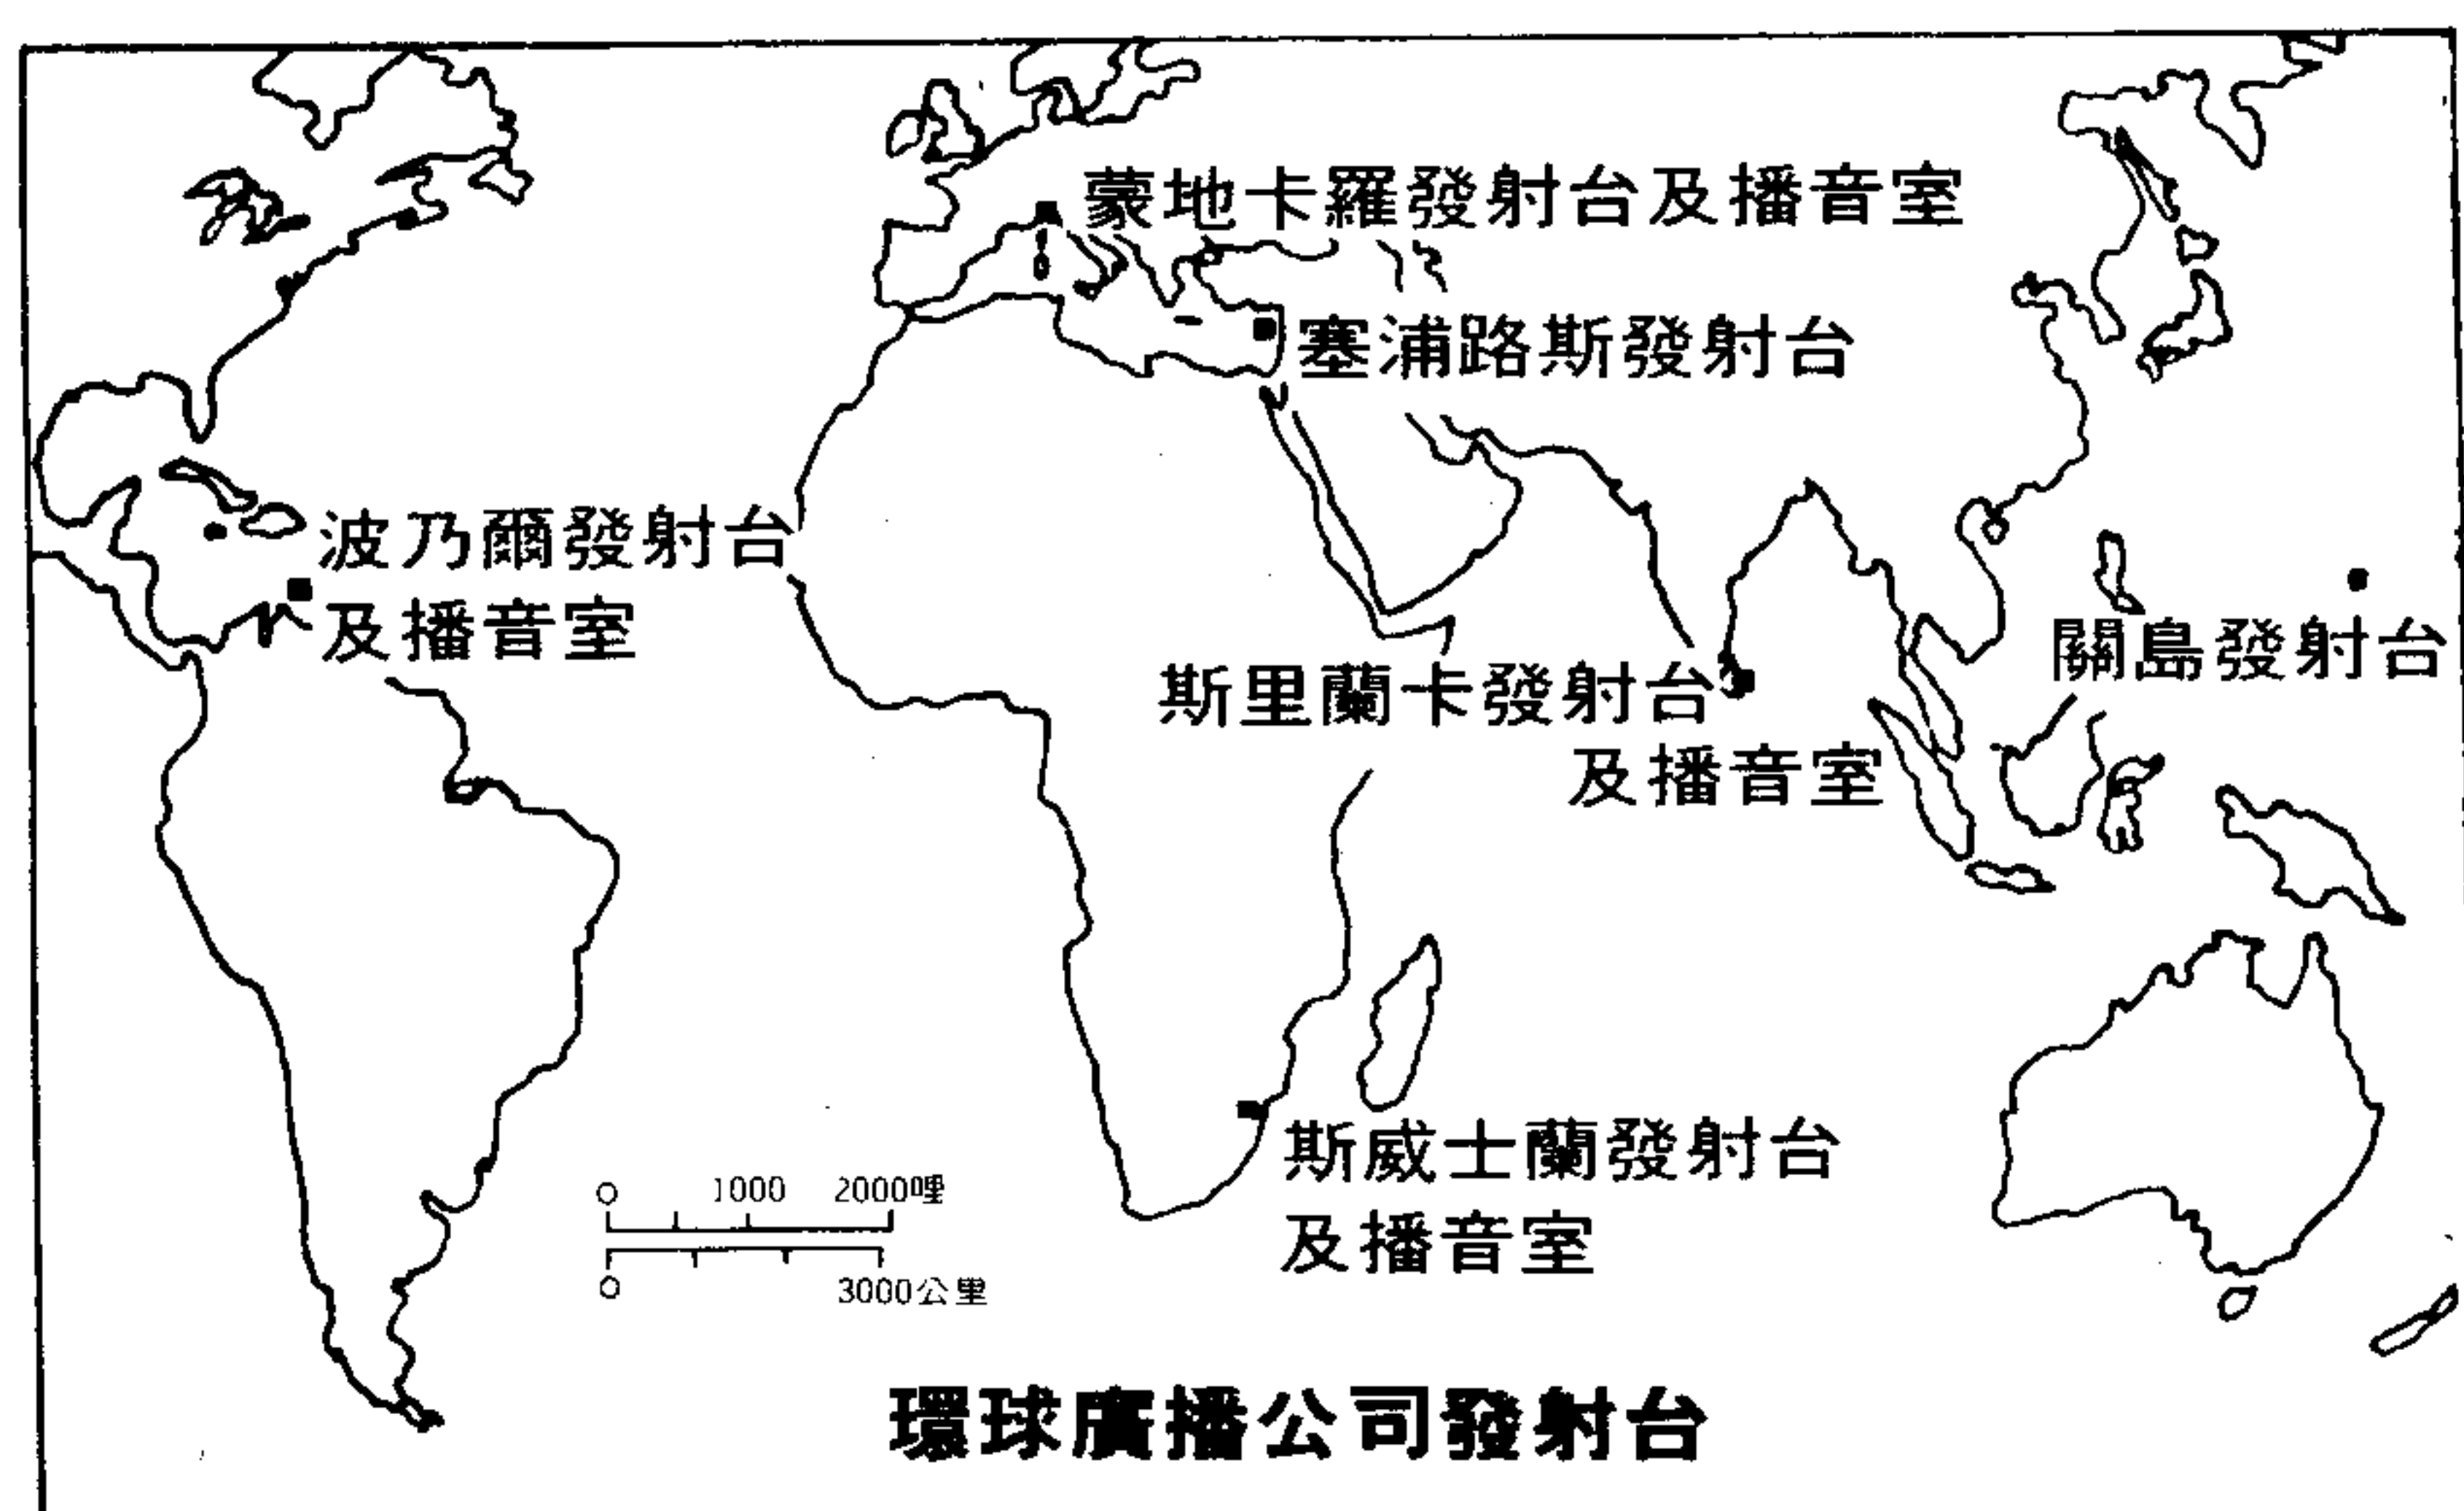 蒙地卡羅發射台及播音室
塞浦路斯發射台
波乃爾發射台
及播音室
關島發射台
斯里蘭卡發射台
及播音室
斯威士蘭發射台
及播音室
0 1000 2000哩
0 3000公里
環球廣播公司發射台